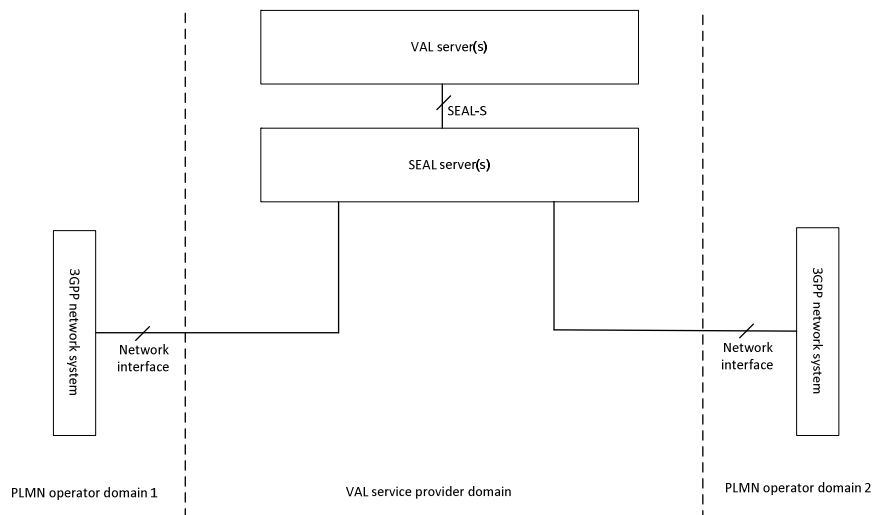 VAL server(s)
SEAL-S
SEAL server(s)
3GPP network system
Network
interface
3GPP network system
Network
interface
PLMN operator domain 1
VAL service provider domain
PLMN operator domain 2